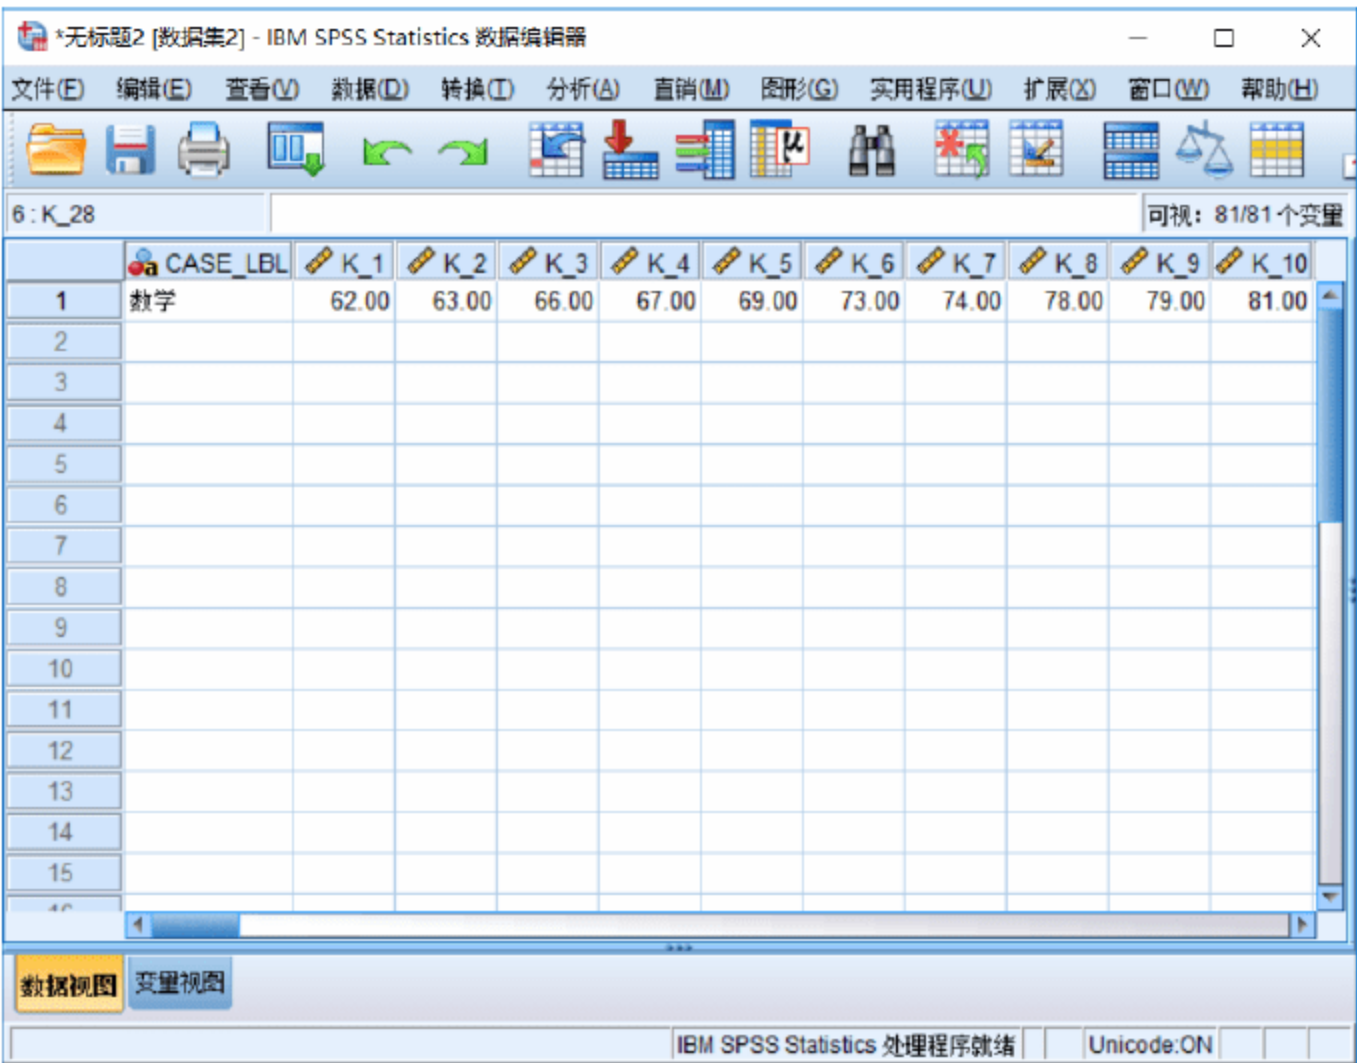 *无标题2 [数据集2] - IBM SPSS Statistics 数据编辑器
文件(F) 编辑(E) 查看(V) 数据(D) 转换(T) 分析(A) 直销(M) 图形(G) 实用程序(U) 扩展(X) 窗口(W) 帮助(H)
6 : K_28 可视: 81/81 个变量
CASE_LBL K_1 K_2 K_3 K_4 K_5 K_6 K_7 K_8 K_9 K_10
1 数学 62.00 63.00 66.00 67.00 69.00 73.00 74.00 78.00 79.00 81.00
2
3
4
5
6
7
8
9
10
11
12
13
14
15
数据视图 变量视图
IBM SPSS Statistics 处理程序就绪 Unicode:ON